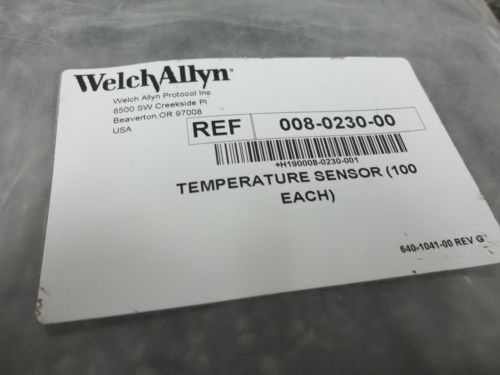 WelchAllyn®
Welch Allyn Protocol Inc.
8500 SW Creekside Pl
Beaverton,OR 97008
USA
REF 008-0230-00
+H190008-0230-001
TEMPERATURE SENSOR (100
EACH)
640-1041-00 REV G